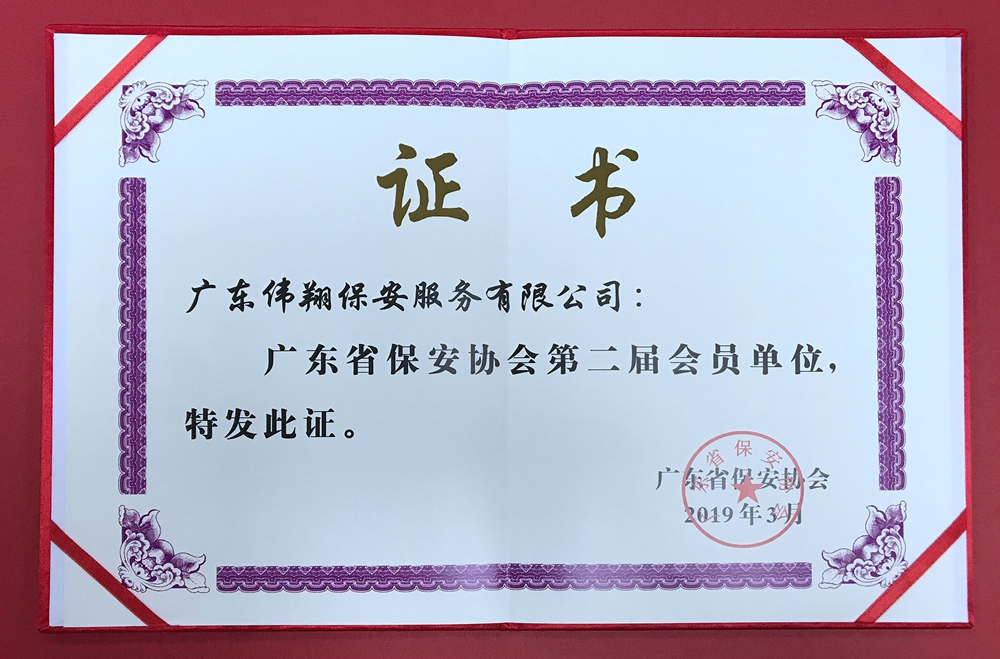 证书
广东伟翔保安服务有限公司：
广东省保安协会第二届会员单位，
特发此证。
广东省保安协会
2019年3月